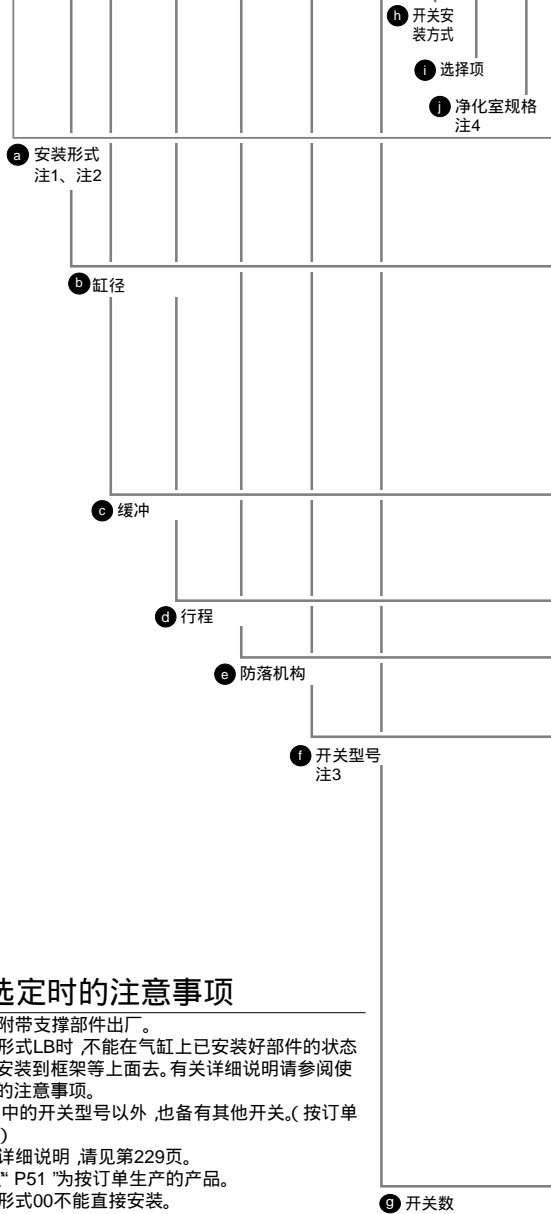 h 开关安
装方式
i 选择项
j 净化室规格
注4
a 安装形式
注1、注2
b 缸径
c 缓冲
d 行程
e 防落机构
f 开关型号
注3
选定时的注意事项
附带支撑部件出厂。
形式LB时,不能在气缸上已安装好部件的状态
安装到框架等上面去。有关详细说明请参阅使
的注意事项。
中的开关型号以外,也备有其他开关。(按订单
)
详细说明,请见第229页。
“P51”为按订单生产的产品。
形式00不能直接安装。
g 开关数